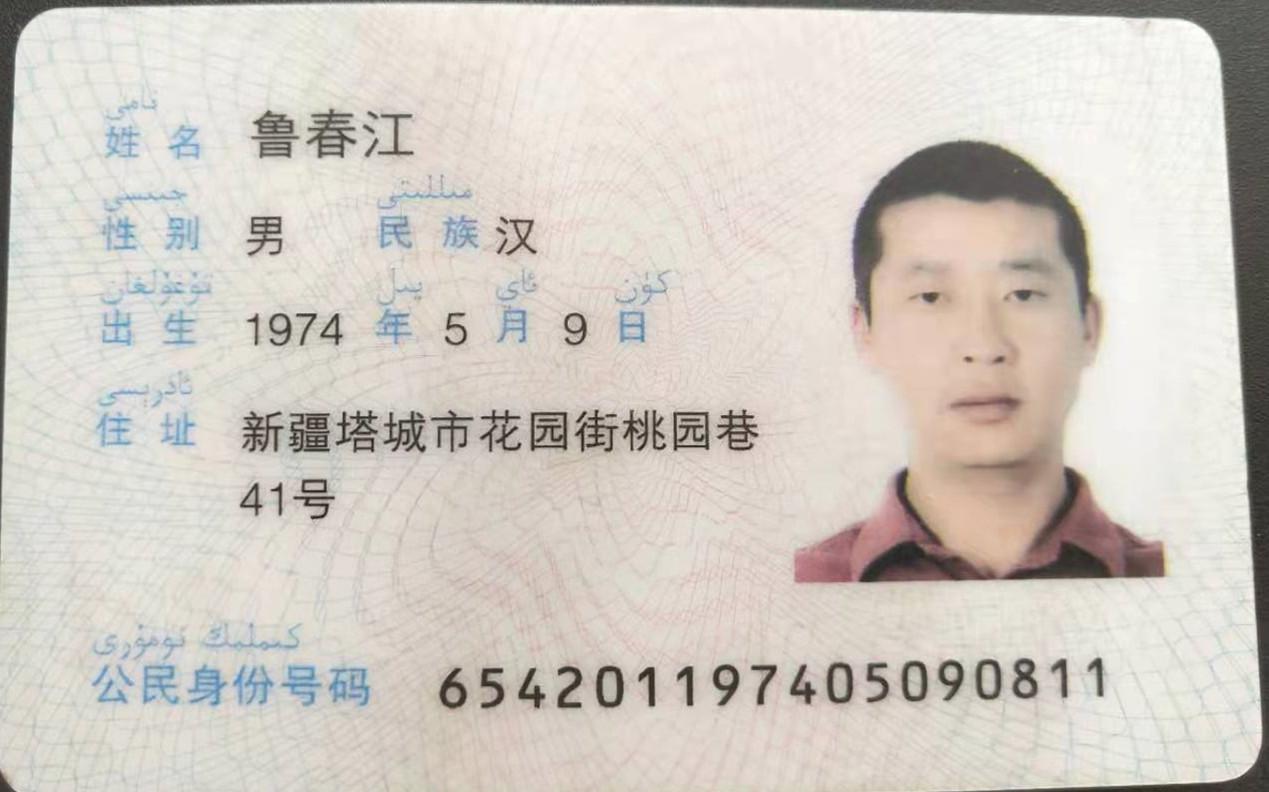 نامى
姓 名 鲁春江
جىنسى مىللىتى
性 别 男 民 族 汉
تۇغۇلغان يىل ئاي كۈن
出 生 1974 年 5 月 9 日
ئادرېسى
住 址 新疆塔城市花园街桃园巷
41号
كىملىك نومۇرى
公民身份号码 654201197405090811